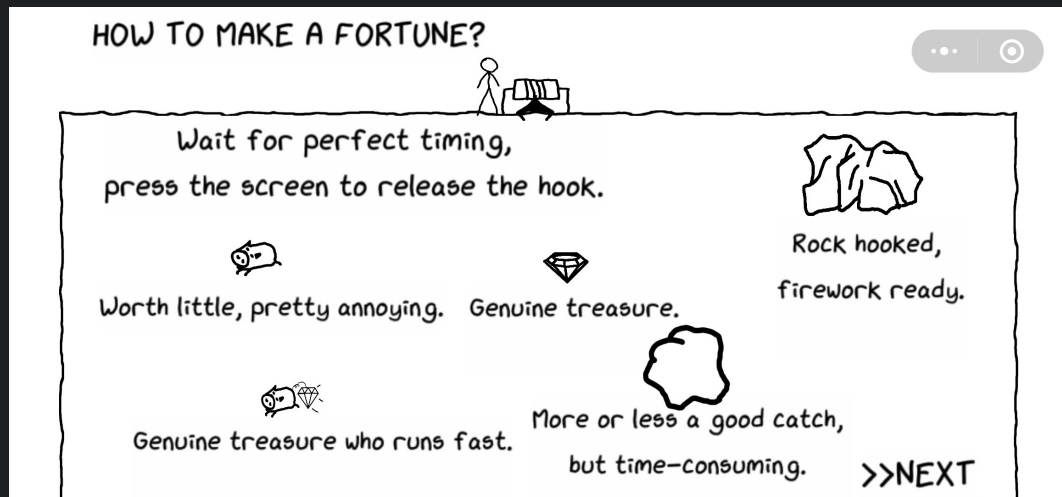 HOW TO MAKE A FORTUNE?
Wait for perfect timing,
press the screen to release the hook.
Rock hooked,
firework ready.
Worth little, pretty annoying.
Genuine treasure.
Genuine treasure who runs fast.
More or less a good catch,
but time-consuming.
>>NEXT